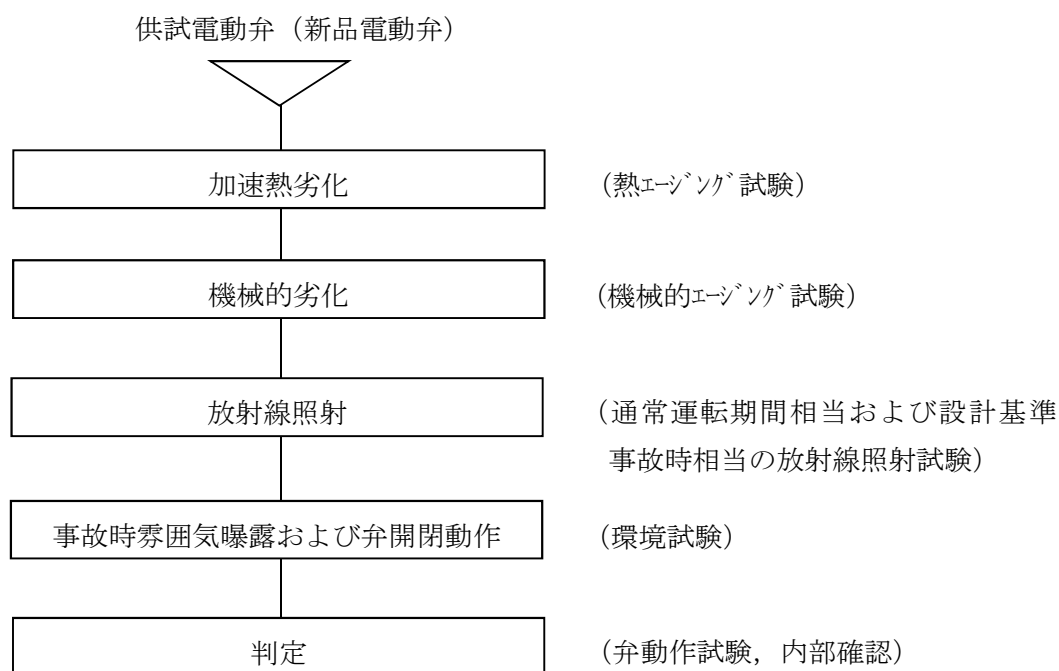 供試電動弁（新品電動弁）
加速熱劣化
（熱ｴｰｼﾞﾝｸﾞ試験）
機械的劣化
（機械的ｴｰｼﾞﾝｸﾞ試験）
放射線照射
（通常運転期間相当および設計基準
事故時相当の放射線照射試験）
事故時雰囲気曝露および弁開閉動作
（環境試験）
判定
（弁動作試験，内部確認）